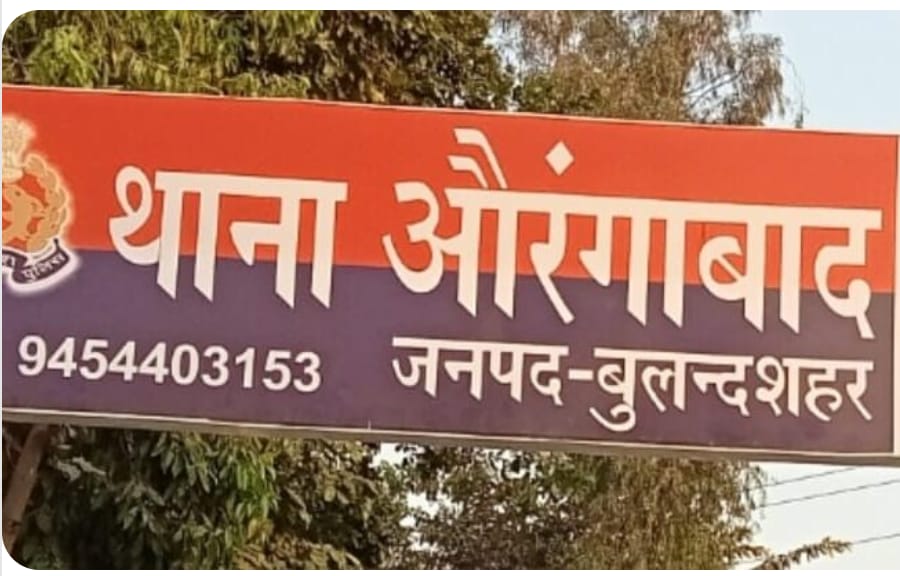 थाना औरंगाबाद
पुलिस
9454403153 जनपद-बुलन्दशहर